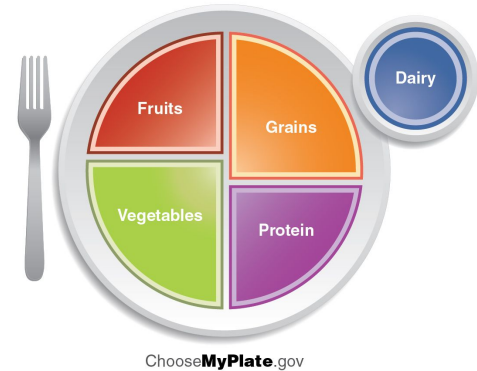 Dairy
Fruits
Grains
Vegetables
Protein
ChooseMyPlate.gov